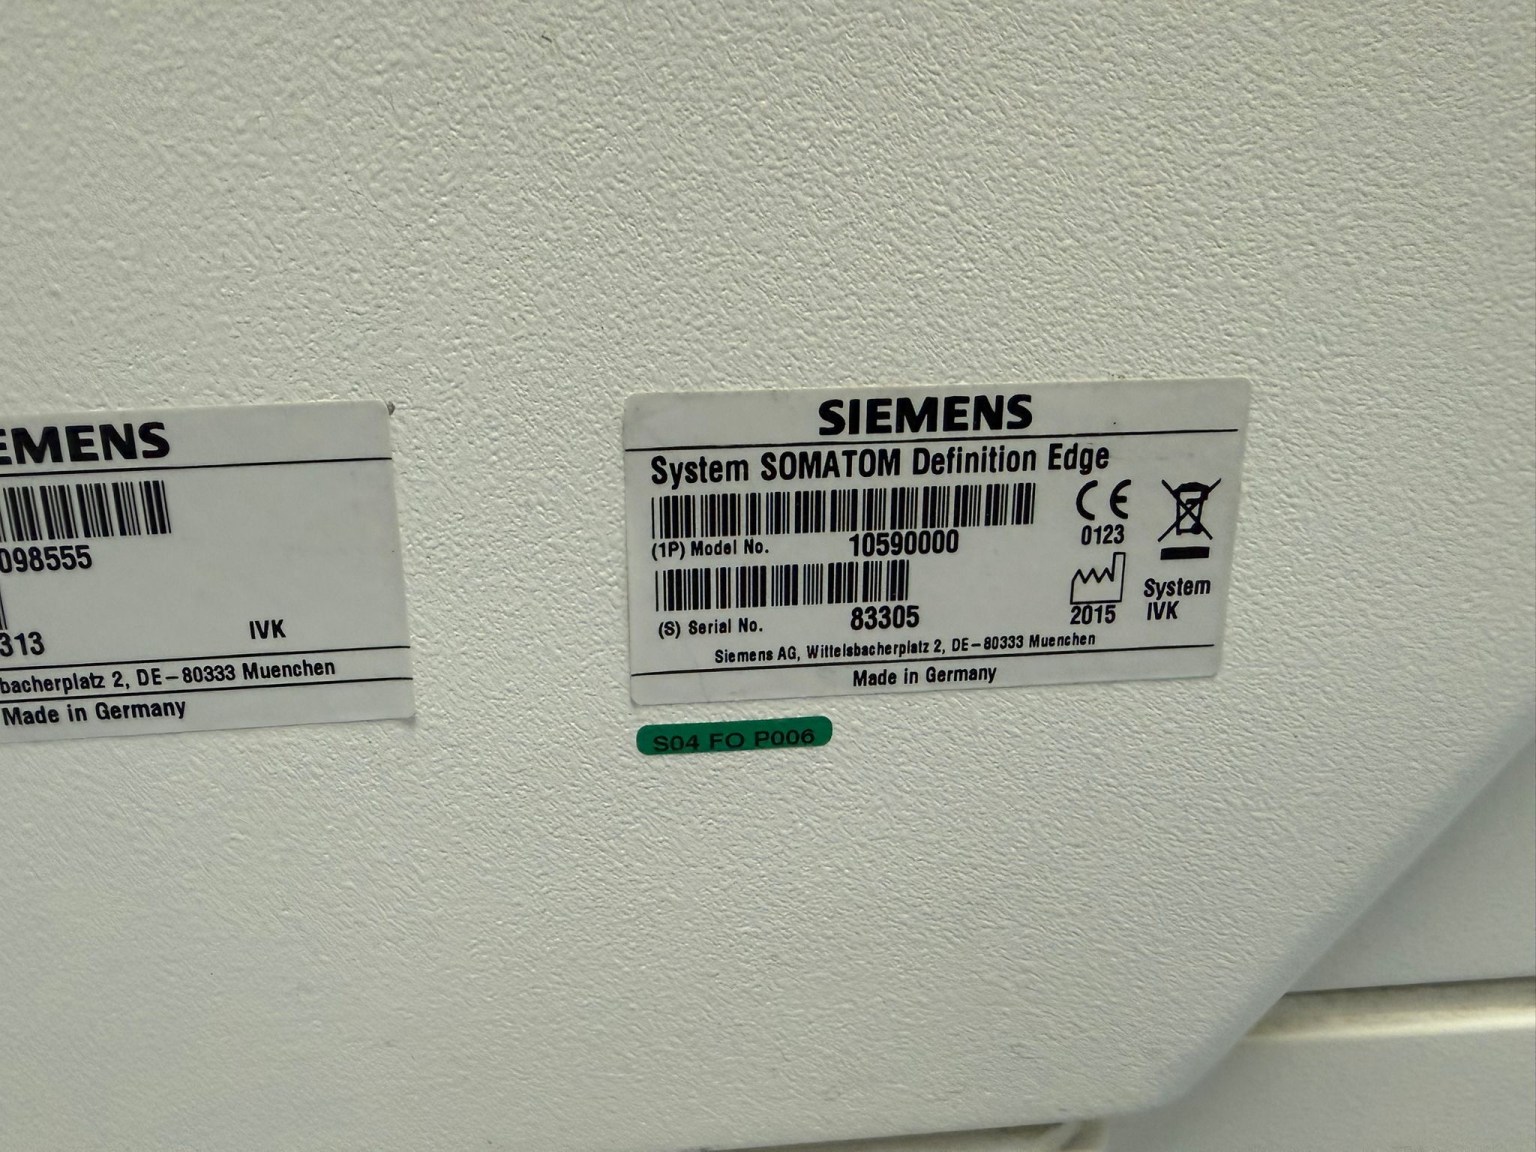 EMENS
098555
313
IVK
bacherplatz 2, DE-80333 Muenchen
Made in Germany
SIEMENS
System SOMATOM Definition Edge
(1P) Model No. 10590000
CE 0123
(S) Serial No. 83305
2015
System
IVK
Siemens AG, Wittelsbacherplatz 2, DE-80333 Muenchen
Made in Germany
S04 FO P006